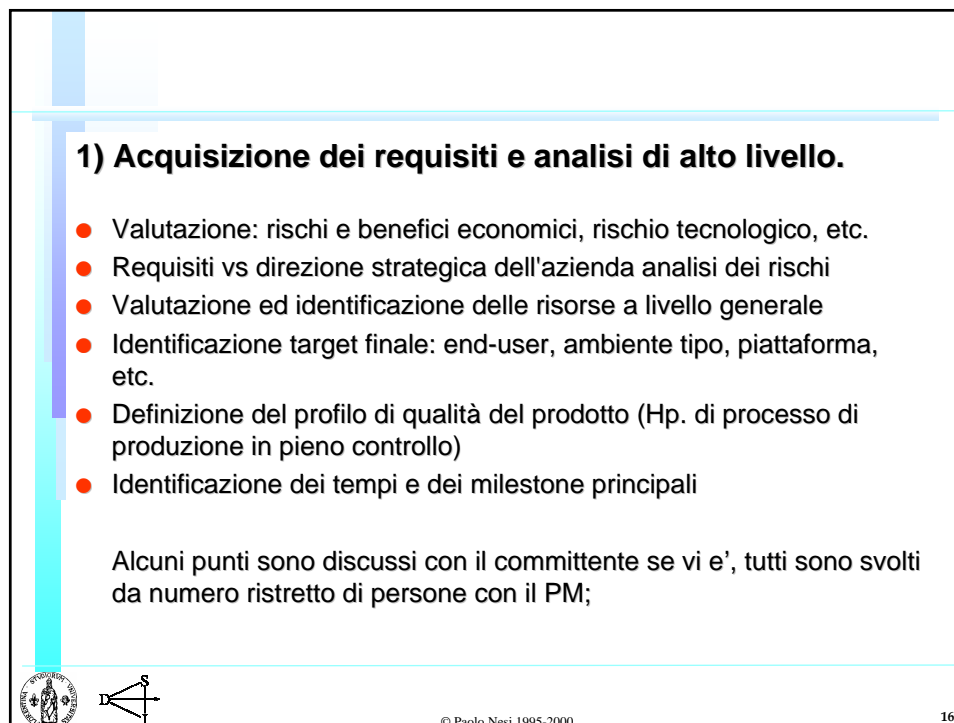 1) Acquisizione dei requisiti e analisi di alto livello.
● Valutazione: rischi e benefici economici, rischio tecnologico, etc.
● Requisiti vs direzione strategica dell'azienda analisi dei rischi
● Valutazione ed identificazione delle risorse a livello generale
● Identificazione target finale: end-user, ambiente tipo, piattaforma,
etc.
● Definizione del profilo di qualità del prodotto (Hp. di processo di
produzione in pieno controllo)
● Identificazione dei tempi e dei milestone principali
Alcuni punti sono discussi con il committente se vi e', tutti sono svolti
da numero ristretto di persone con il PM;
S
D
I
© Paolo Nesi 1995-2000
16